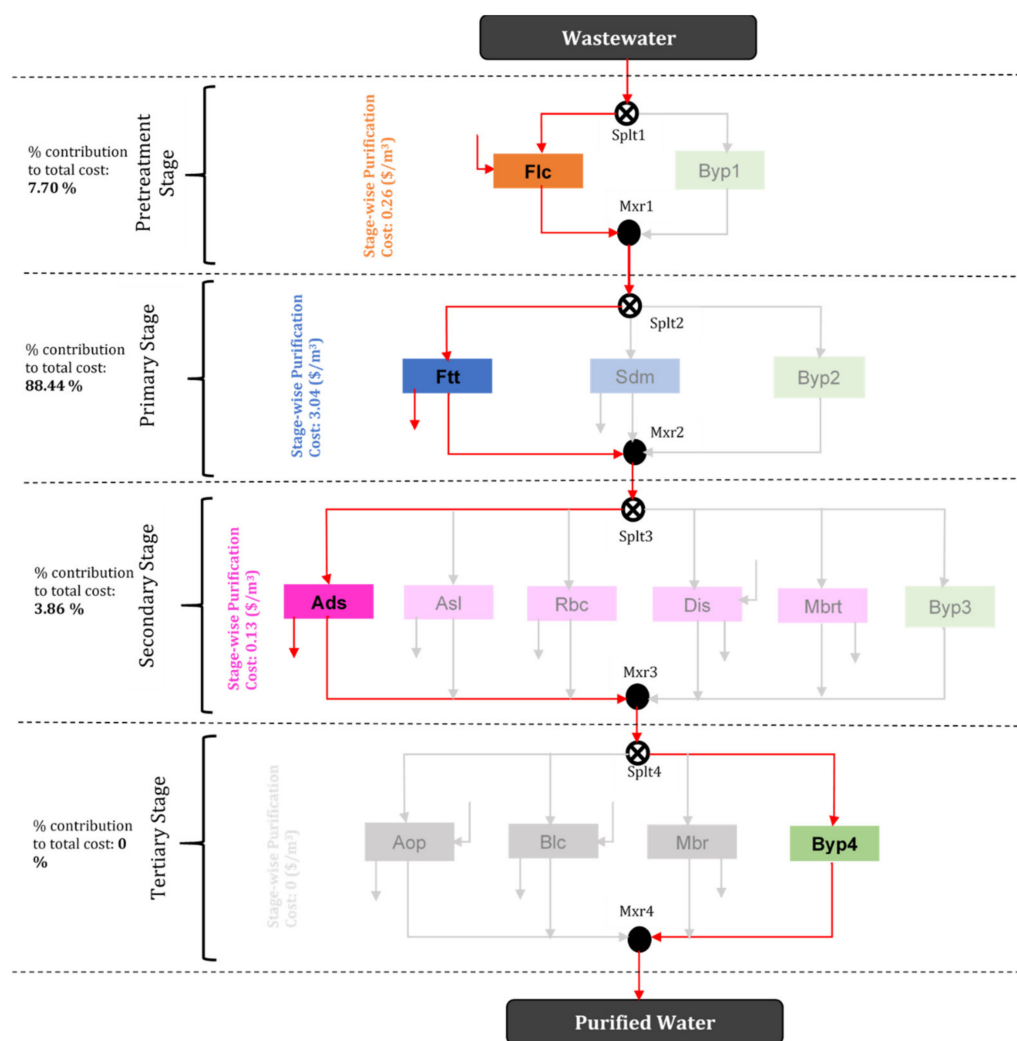 Wastewater
Splt1
% contribution
to total cost:
7.70 %
Pretreatment
Stage
Stage-wise Purification
Cost: 0.26 ($/m³)
Flc
Byp1
Mxr1
Splt2
% contribution
to total cost:
88.44 %
Primary Stage
Stage-wise Purification
Cost: 3.04 ($/m³)
Ftt
Sdm
Byp2
Mxr2
Splt3
% contribution
to total cost:
3.86 %
Secondary Stage
Stage-wise Purification
Cost: 0.13 ($/m³)
Ads
Asl
Rbc
Dis
Mbrt
Byp3
Mxr3
Splt4
% contribution
to total cost: 0
%
Tertiary Stage
Stage-wise Purification
Cost: 0 ($/m³)
Aop
Blc
Mbr
Byp4
Mxr4
Purified Water